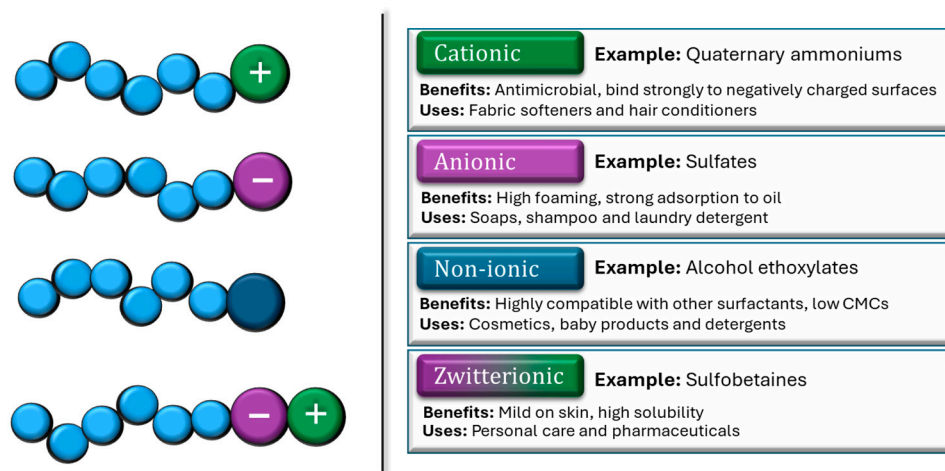 +
Cationic Example: Quaternary ammoniums
Benefits: Antimicrobial, bind strongly to negatively charged surfaces
Uses: Fabric softeners and hair conditioners
−
Anionic Example: Sulfates
Benefits: High foaming, strong adsorption to oil
Uses: Soaps, shampoo and laundry detergent
Non-ionic Example: Alcohol ethoxylates
Benefits: Highly compatible with other surfactants, low CMCs
Uses: Cosmetics, baby products and detergents
− +
Zwitterionic Example: Sulfobetaines
Benefits: Mild on skin, high solubility
Uses: Personal care and pharmaceuticals